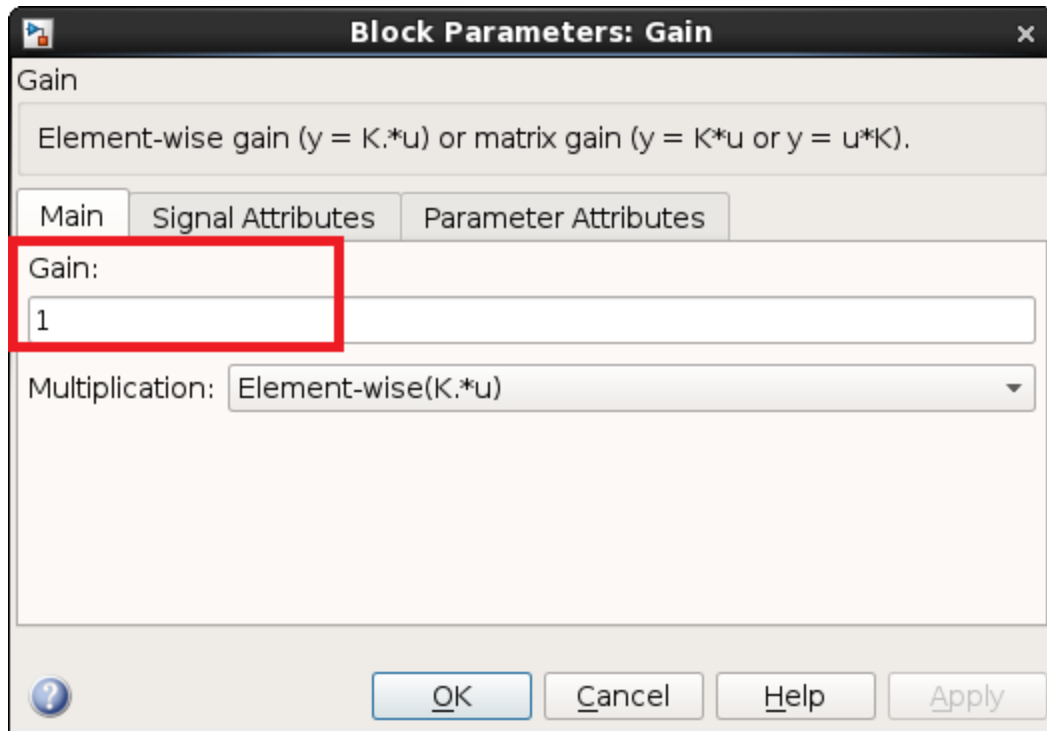 Block Parameters: Gain
Gain
Element-wise gain (y = K.*u) or matrix gain (y = K*u or y = u*K).
Main Signal Attributes Parameter Attributes
Gain:
1
Multiplication: Element-wise(K.*u)
OK Cancel Help Apply